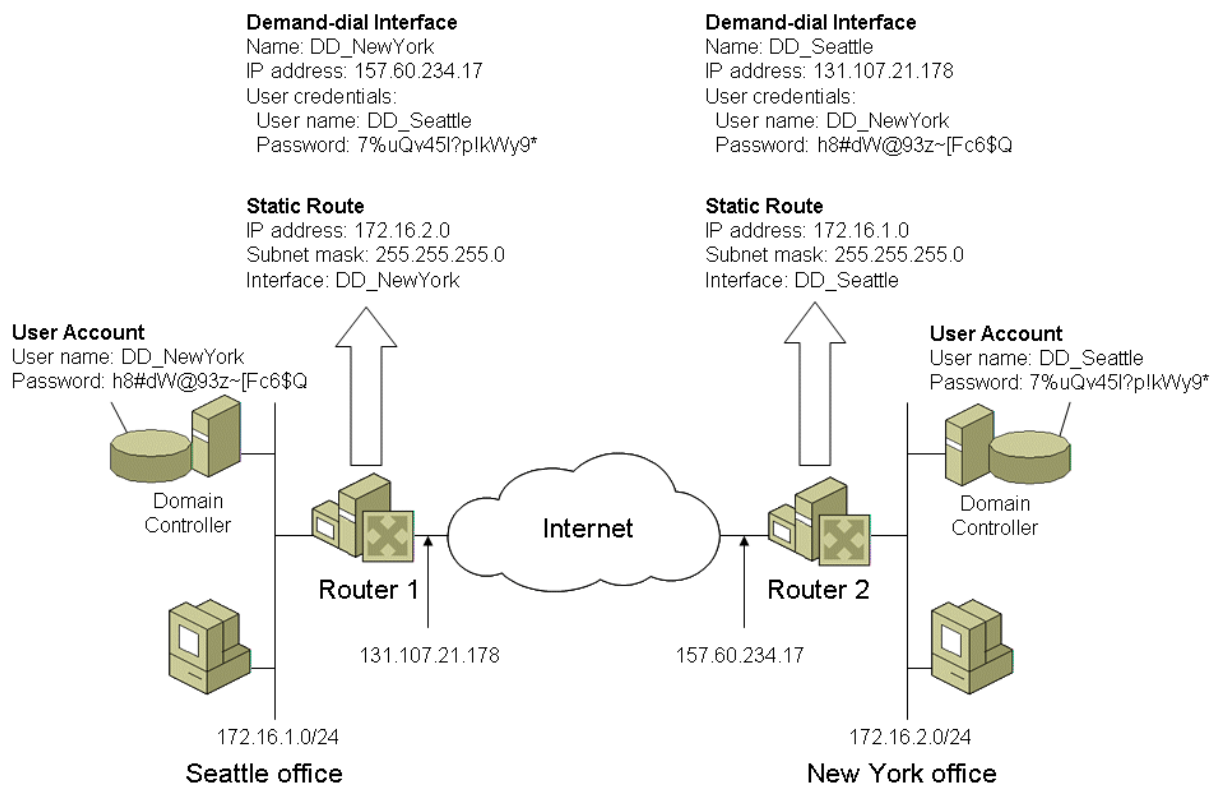 Demand-dial Interface
Name: DD_NewYork
IP address: 157.60.234.17
User credentials:
User name: DD_Seattle
Password: 7%uQv45l?p!kWy9*
Demand-dial Interface
Name: DD_Seattle
IP address: 131.107.21.178
User credentials:
User name: DD_NewYork
Password: h8#dW@93z~[Fc6$Q
Static Route
IP address: 172.16.2.0
Subnet mask: 255.255.255.0
Interface: DD_NewYork
Static Route
IP address: 172.16.1.0
Subnet mask: 255.255.255.0
Interface: DD_Seattle
User Account
User name: DD_NewYork
Password: h8#dW@93z~[Fc6$Q
User Account
User name: DD_Seattle
Password: 7%uQv45l?p!kWy9*
Domain
Controller
Router 1
Internet
Router 2
Domain
Controller
131.107.21.178
157.60.234.17
172.16.1.0/24
Seattle office
172.16.2.0/24
New York office